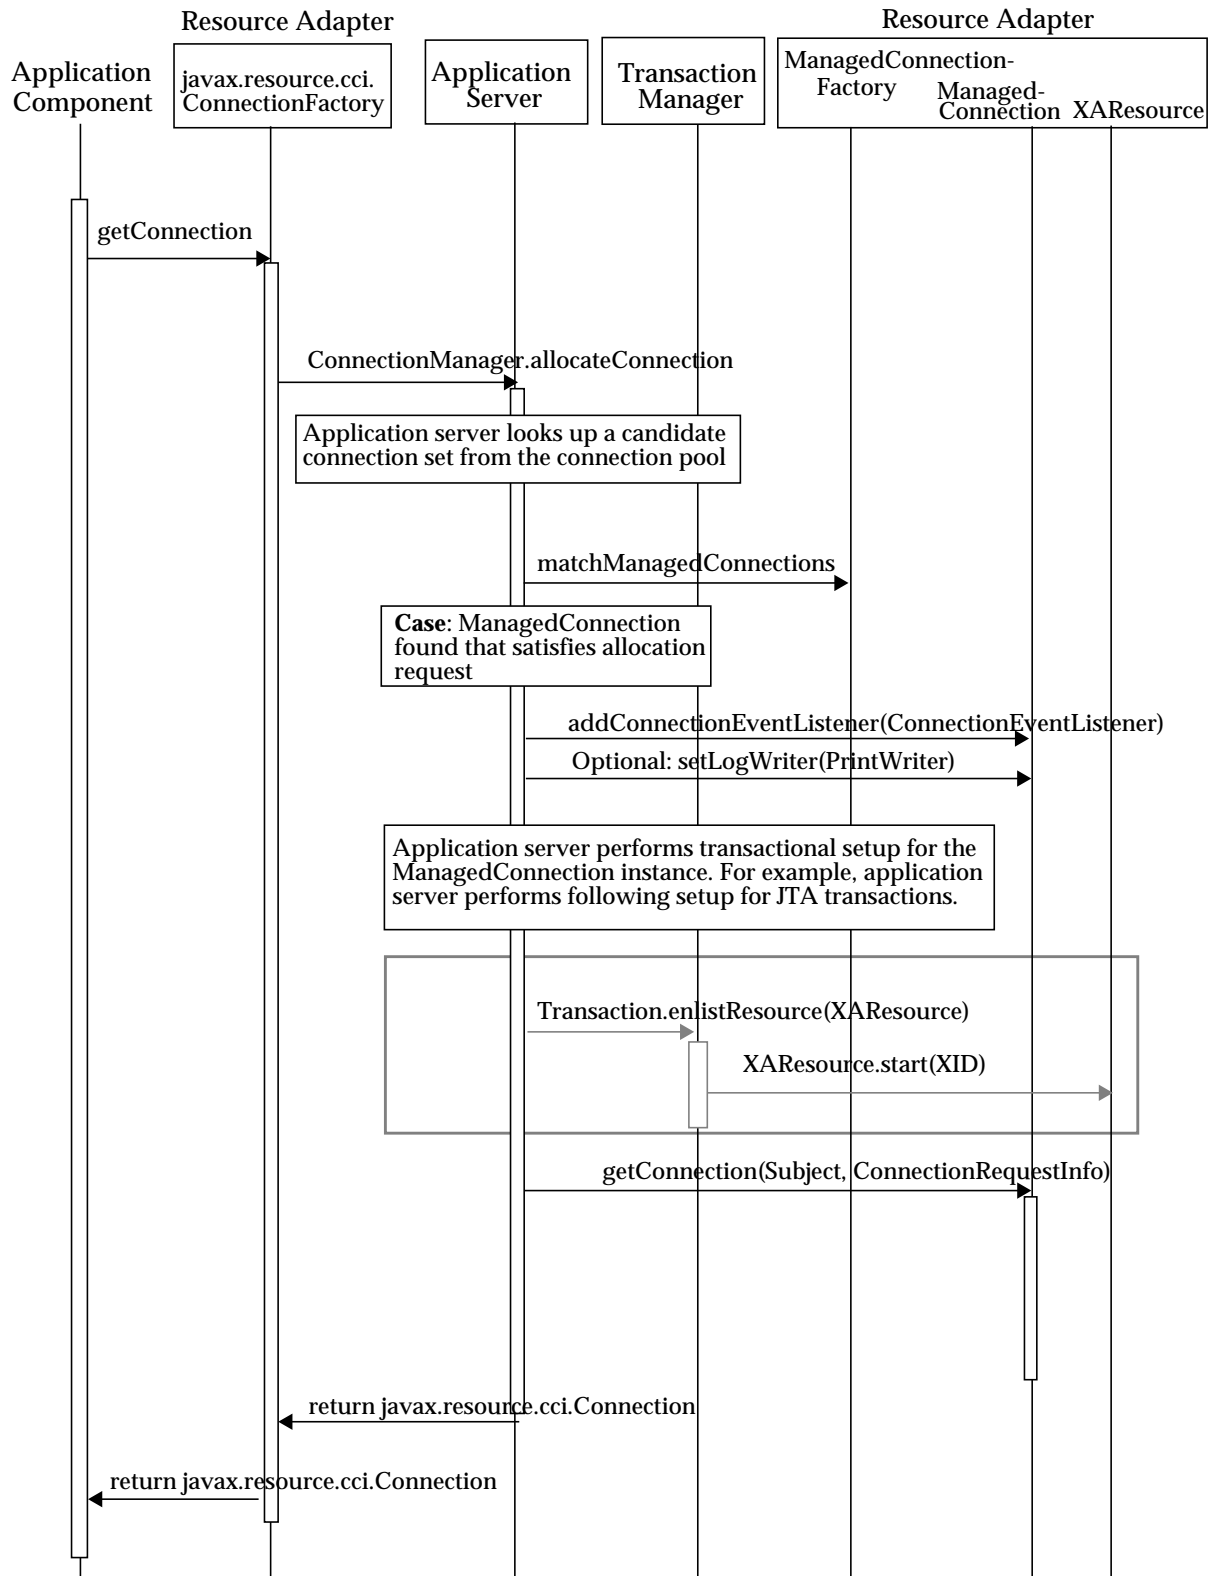 Resource Adapter
Resource Adapter
Application
Component
javax.resource.cci.
ConnectionFactory
Application
Server
Transaction
Manager
ManagedConnection-
Factory
Managed-
Connection
XAResource
getConnection
ConnectionManager.allocateConnection
Application server looks up a candidate
connection set from the connection pool
matchManagedConnections
Case: ManagedConnection
found that satisfies allocation
request
addConnectionEventListener(ConnectionEventListener)
Optional: setLogWriter(PrintWriter)
Application server performs transactional setup for the
ManagedConnection instance. For example, application
server performs following setup for JTA transactions.
Transaction.enlistResource(XAResource)
XAResource.start(XID)
getConnection(Subject, ConnectionRequestInfo)
return javax.resource.cci.Connection
return javax.resource.cci.Connection